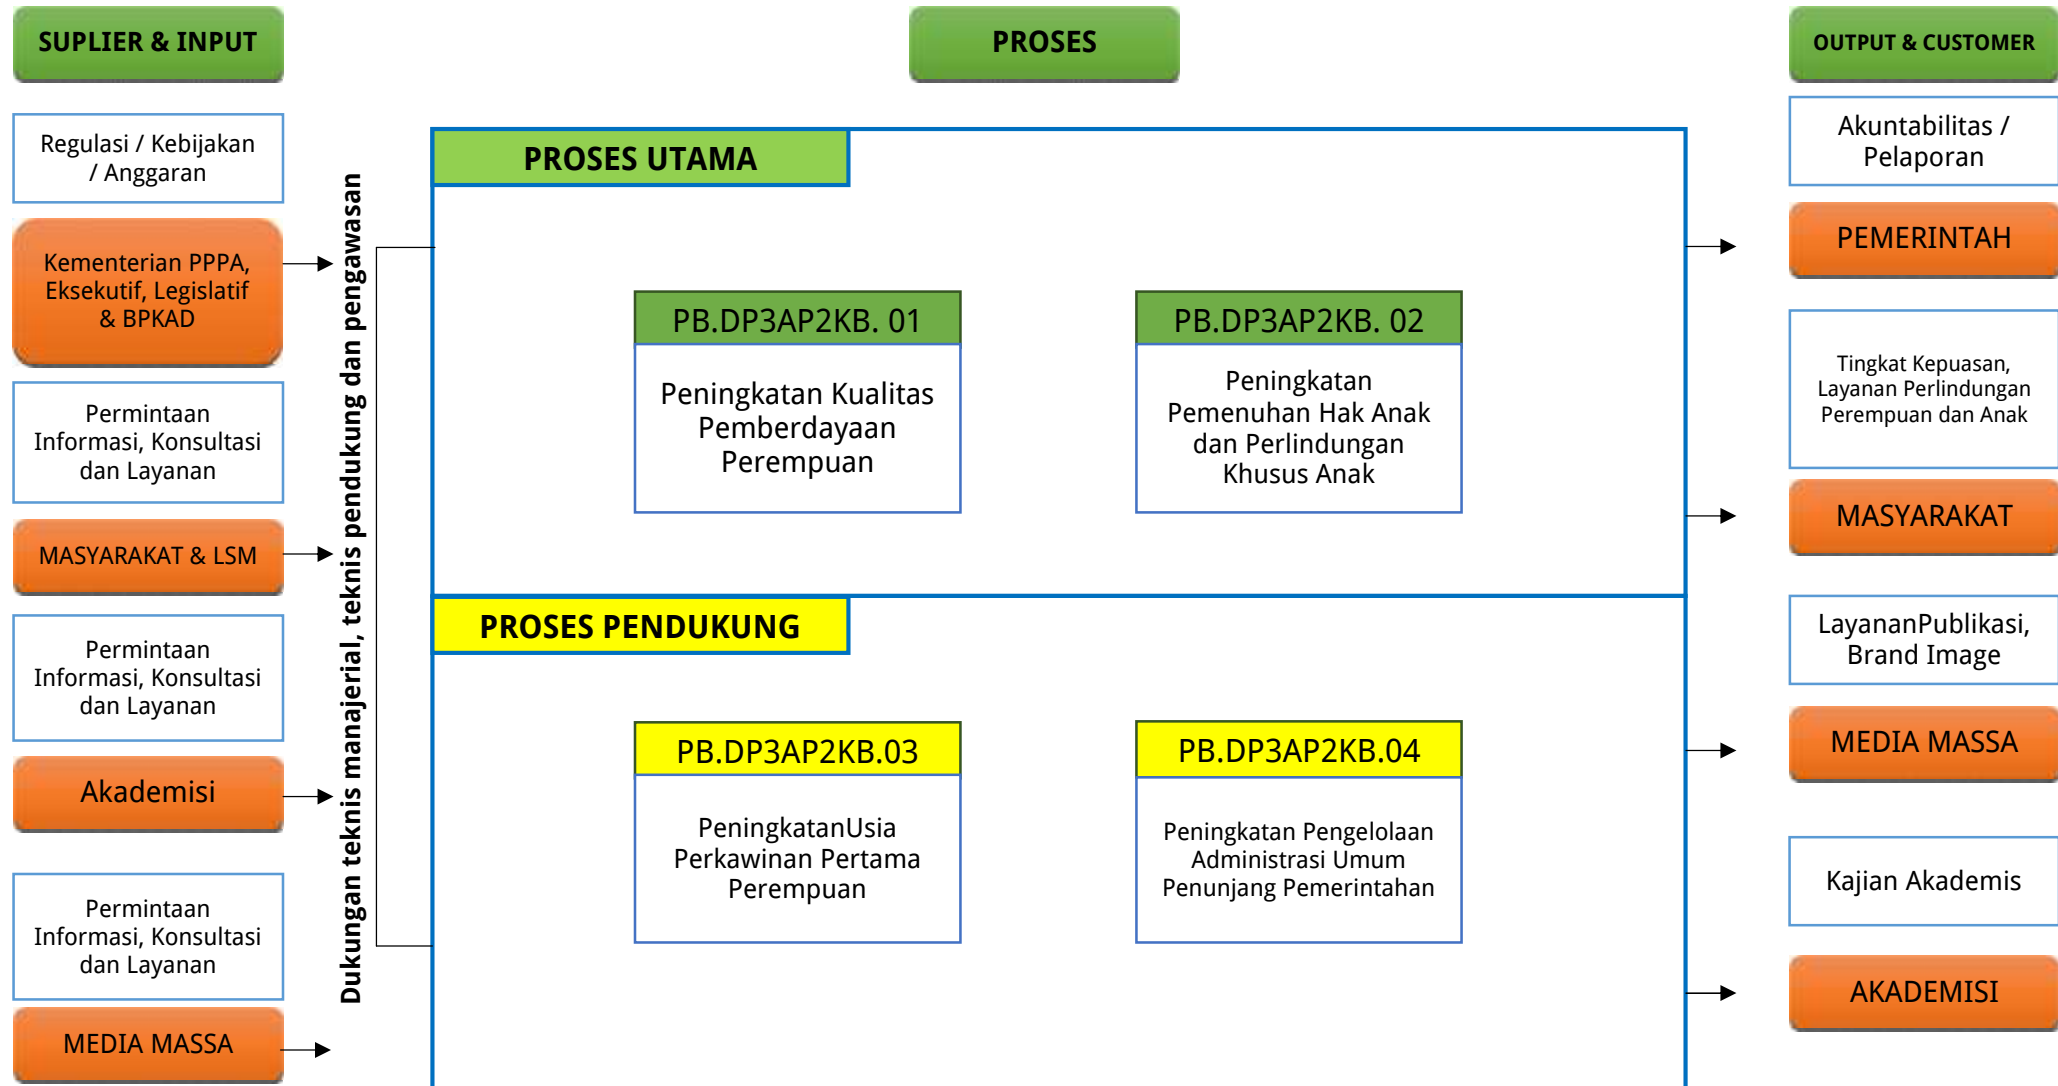 SUPLIER & INPUT
PROSES
OUTPUT & CUSTOMER
Regulasi / Kebijakan
/ Anggaran
Kementerian PPPA,
Eksekutif, Legislatif
& BPKAD
Permintaan
Informasi, Konsultasi
dan Layanan
MASYARAKAT & LSM
Permintaan
Informasi, Konsultasi
dan Layanan
Akademisi
Permintaan
Informasi, Konsultasi
dan Layanan
MEDIA MASSA
Dukungan teknis manajerial, teknis pendukung dan pengawasan
PROSES UTAMA
PB.DP3AP2KB. 01
Peningkatan Kualitas
Pemberdayaan
Perempuan
PB.DP3AP2KB. 02
Peningkatan
Pemenuhan Hak Anak
dan Perlindungan
Khusus Anak
PROSES PENDUKUNG
PB.DP3AP2KB.03
PeningkatanUsia
Perkawinan Pertama
Perempuan
PB.DP3AP2KB.04
Peningkatan Pengelolaan
Administrasi Umum
Penunjang Pemerintahan
Akuntabilitas /
Pelaporan
PEMERINTAH
Tingkat Kepuasan,
Layanan Perlindungan
Perempuan dan Anak
MASYARAKAT
LayananPublikasi,
Brand Image
MEDIA MASSA
Kajian Akademis
AKADEMISI